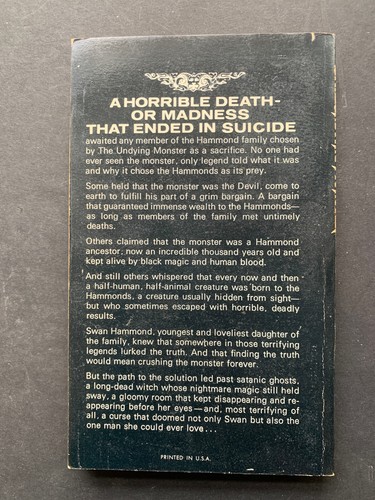 A HORRIBLE DEATH-
OR MADNESS
THAT ENDED IN SUICIDE
awaited any member of the Hammond family chosen
by The Undying Monster as a sacrifice. No one had
ever seen the monster, only legend told what it was
and why it chose the Hammonds as its prey.
Some held that the monster was the Devil, come to
earth to fulfill his part of a grim bargain. A bargain
that guaranteed immense wealth to the Hammonds—
as long as members of the family met untimely
deaths.
Others claimed that the monster was a Hammond
ancestor, now an incredible thousand years old and
kept alive by black magic and human blood.
And still others whispered that every now and then
a half-human, half-animal creature was born to the
Hammonds, a creature usually hidden from sight—
but who sometimes escaped with horrible, deadly
results.
Swan Hammond, youngest and loveliest daughter of
the family, knew that somewhere in those terrifying
legends lurked the truth. And that finding the truth
would mean crushing the monster forever.
But the path to the solution led past satanic ghosts,
a long-dead witch whose nightmare magic still held
sway, a gloomy room that kept disappearing and re-
appearing before her eyes—and, most terrifying of
all, a curse that doomed not only Swan but also the
one man she could ever love . . .
PRINTED IN U.S.A.